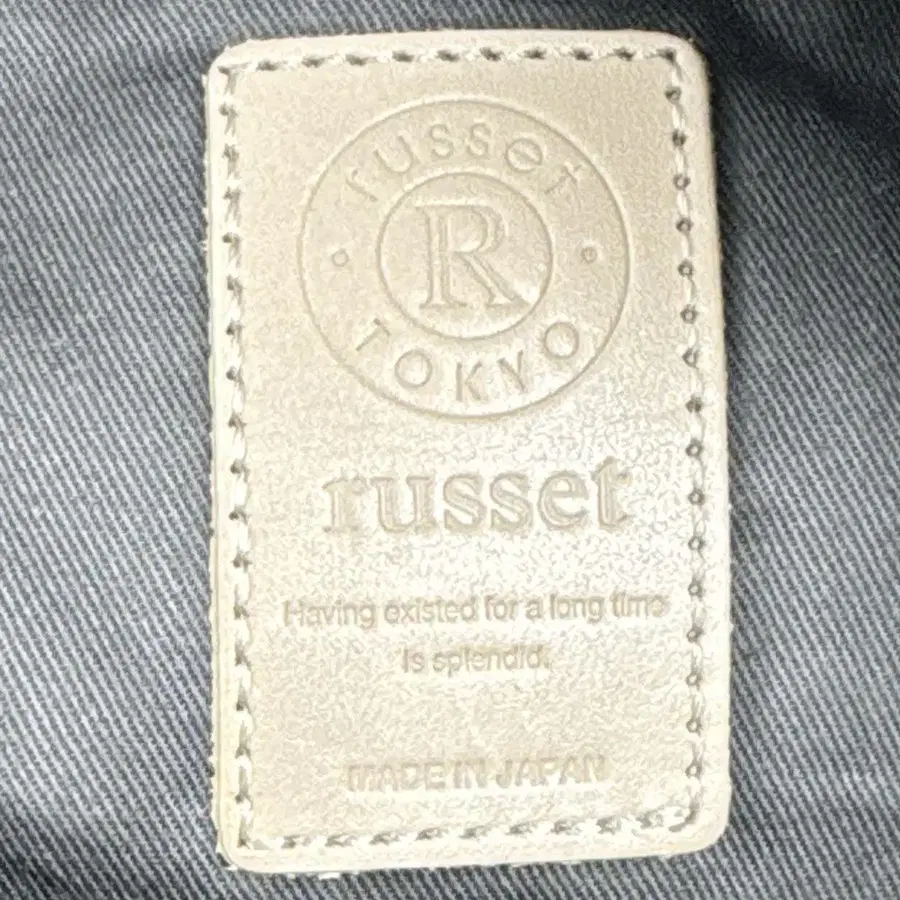 russet
R
TOKYO
russet
Having existed for a long time
is splendid.
MADE IN JAPAN